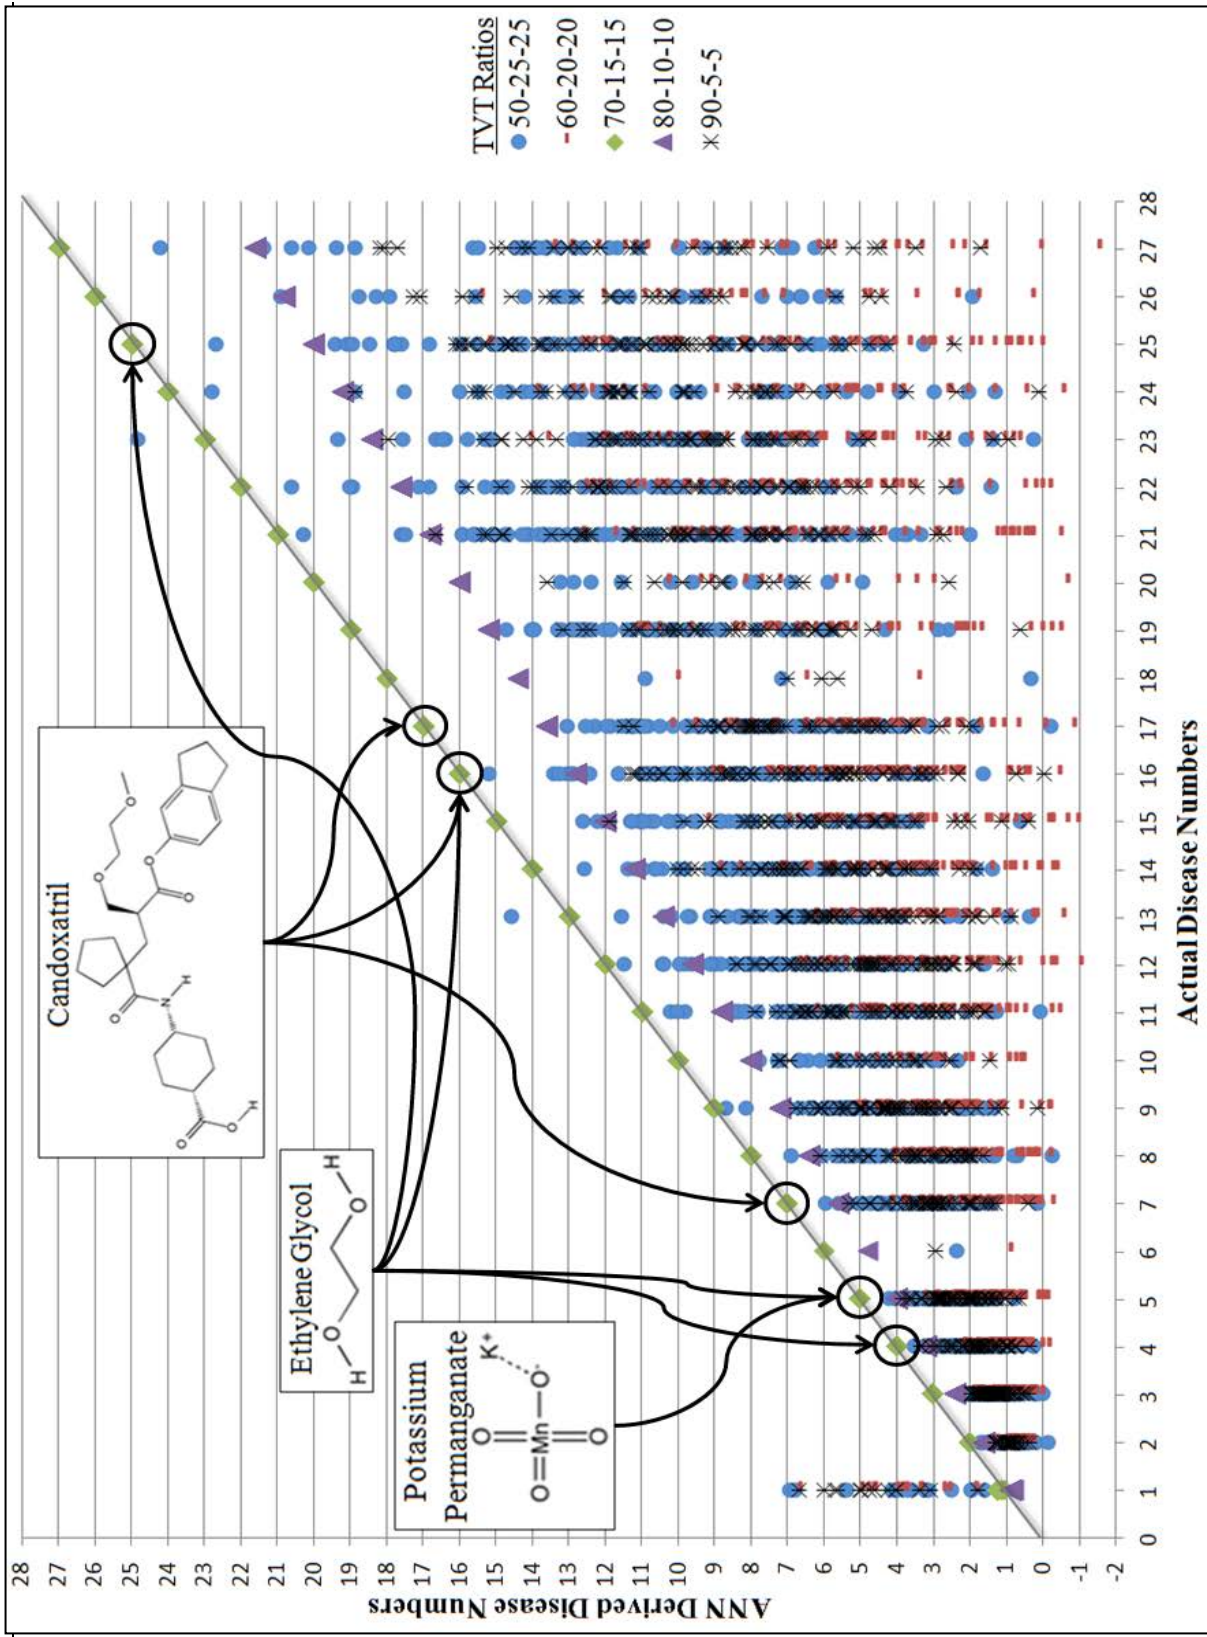 28
27
26
25
24
23
22
21
20
19
18
17
16
15
14
13
12
11
10
9
8
7
6
5
4
3
2
1
0
-1
-2
ANN Derived Disease Numbers
Candoxatril
O
O
O
O
O
N
H
O
O
H
Ethylene Glycol
H
O
O
H
Potassium
Permanganate
O
K⁺
O=Mn—O⁻
O
0 1 2 3 4 5 6 7 8 9 10 11 12 13 14 15 16 17 18 19 20 21 22 23 24 25 26 27 28
Actual Disease Numbers
TVT Ratios
50-25-25
60-20-20
70-15-15
80-10-10
90-5-5